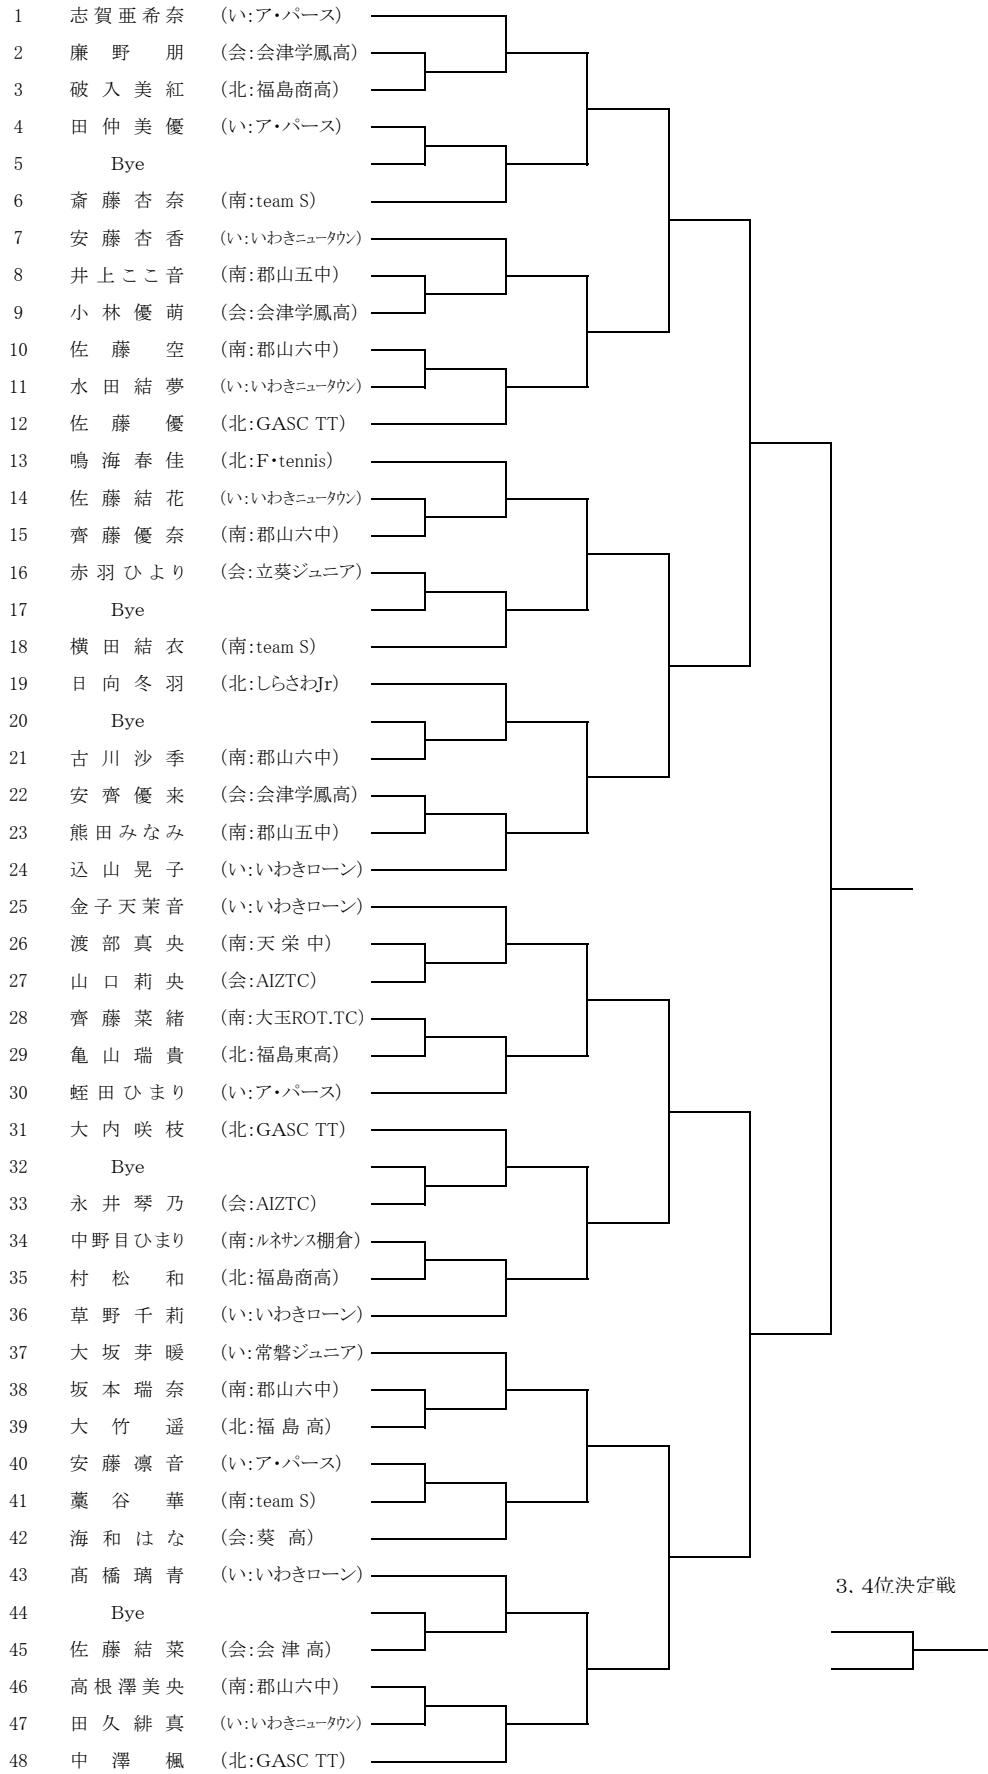 1 志賀亜希奈 (い:ア・パース)
2 廉野 朋 (会:会津学鳳高)
3 破入美紅 (北:福島商高)
4 田仲美優 (い:ア・パース)
5 Bye
6 斎藤杏奈 (南:team S)
7 安藤杏香 (い:いわきニュータウン)
8 井上ここ音 (南:郡山五中)
9 小林優萌 (会:会津学鳳高)
10 佐藤 空 (南:郡山六中)
11 水田結夢 (い:いわきニュータウン)
12 佐藤 優 (北:GASC TT)
13 鳴海春佳 (北:F・tennis)
14 佐藤結花 (い:いわきニュータウン)
15 齊藤優奈 (南:郡山六中)
16 赤羽ひより (会:立葵ジュニア)
17 Bye
18 横田結衣 (南:team S)
19 日向冬羽 (北:しらさわJr)
20 Bye
21 古川沙季 (南:郡山六中)
22 安齊優来 (会:会津学鳳高)
23 熊田みなみ (南:郡山五中)
24 込山晃子 (い:いわきローン)
25 金子天茉音 (い:いわきローン)
26 渡部真央 (南:天栄中)
27 山口莉央 (会:AIZTC)
28 齊藤菜緒 (南:大玉ROT.TC)
29 亀山瑞貴 (北:福島東高)
30 蛭田ひまり (い:ア・パース)
31 大内咲枝 (北:GASC TT)
32 Bye
33 永井琴乃 (会:AIZTC)
34 中野目ひまり (南:ルネサンス棚倉)
35 村松 和 (北:福島商高)
36 草野千莉 (い:いわきローン)
37 大坂芽暖 (い:常磐ジュニア)
38 坂本瑞奈 (南:郡山六中)
39 大竹 遥 (北:福島高)
40 安藤凛音 (い:ア・パース)
41 藁谷 華 (南:team S)
42 海和はな (会:葵 高)
43 髙橋璃青 (い:いわきローン)
44 Bye
45 佐藤結菜 (会:会津高)
46 高根澤美央 (南:郡山六中)
47 田久緋真 (い:いわきニュータウン)
48 中澤 楓 (北:GASC TT)
3, 4位決定戦